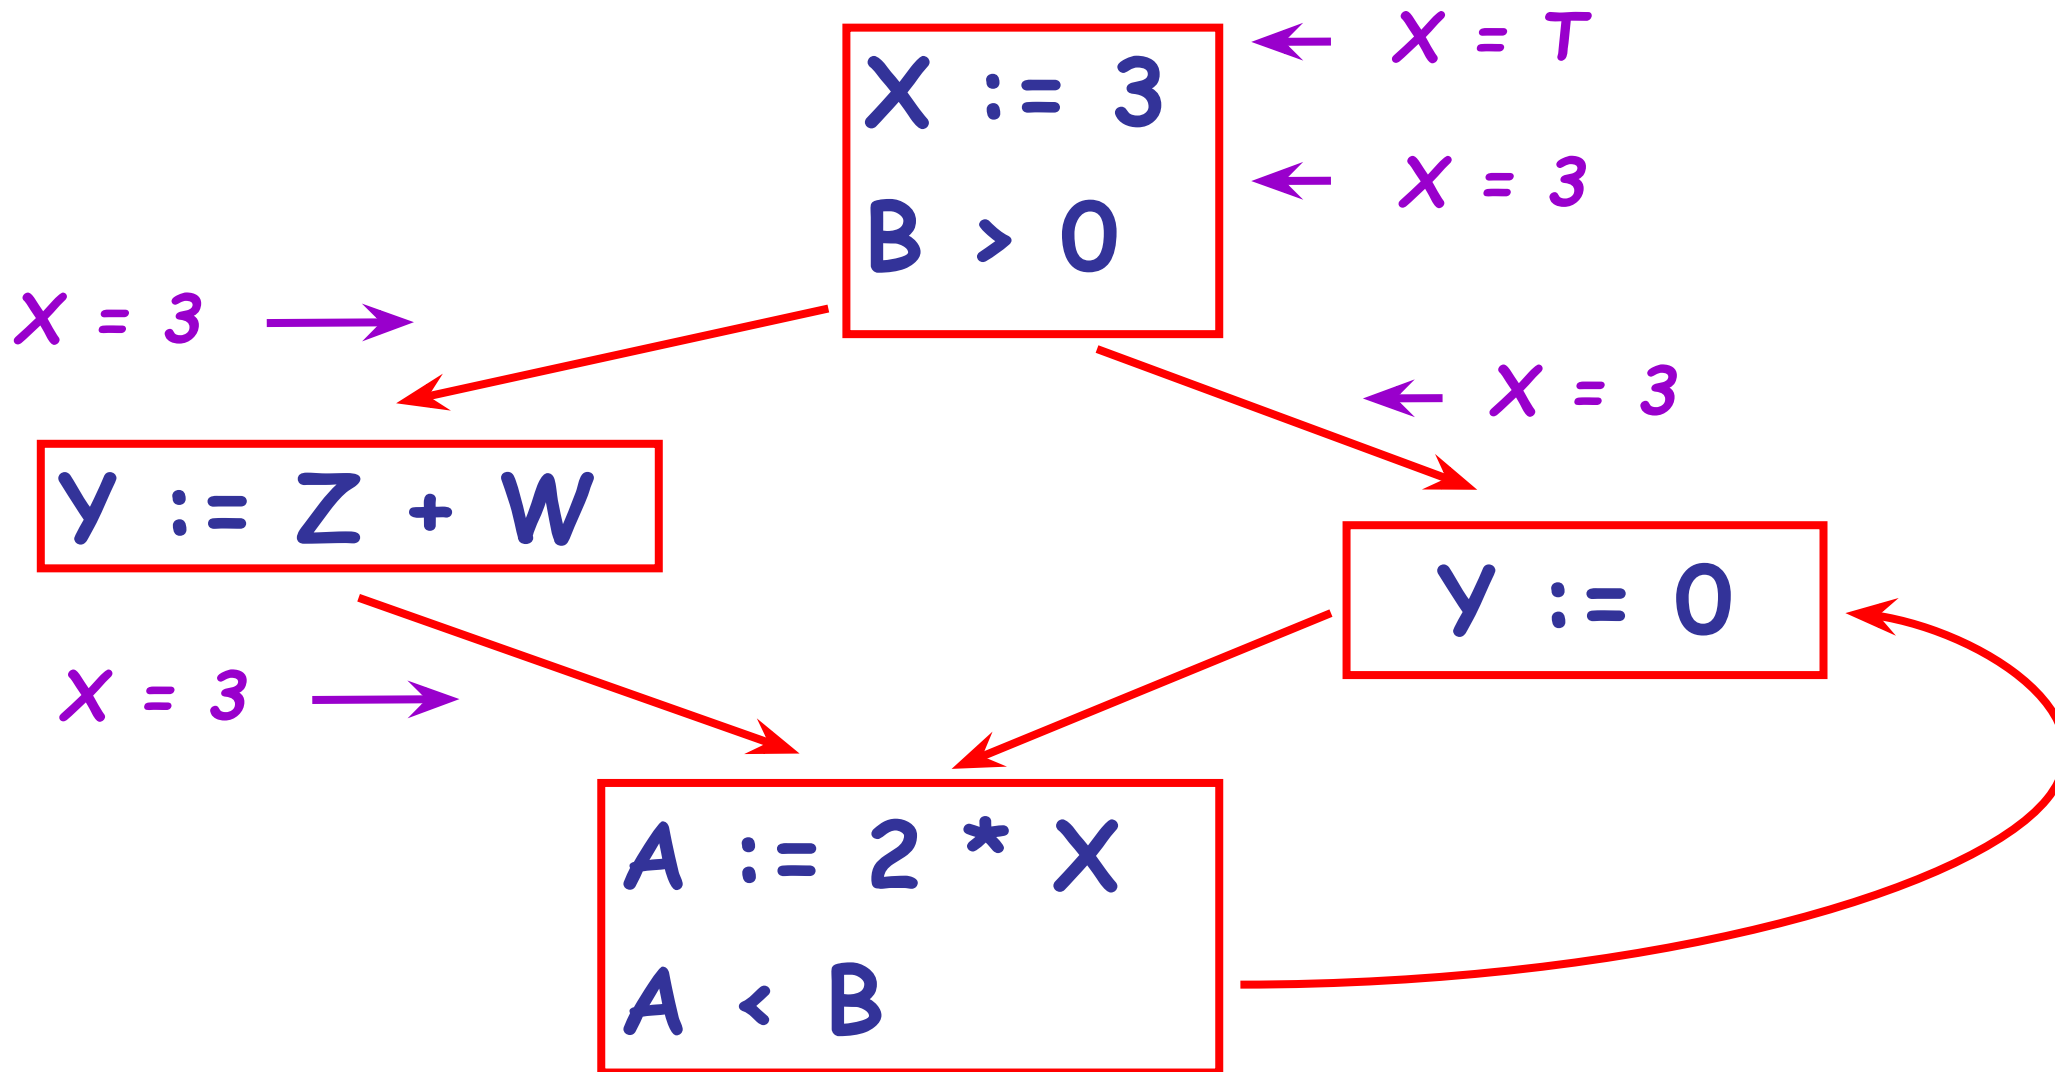 X = T
X := 3
X = 3
B > 0
X = 3
X = 3
Y := Z + W
Y := 0
X = 3
A := 2 * X
A < B